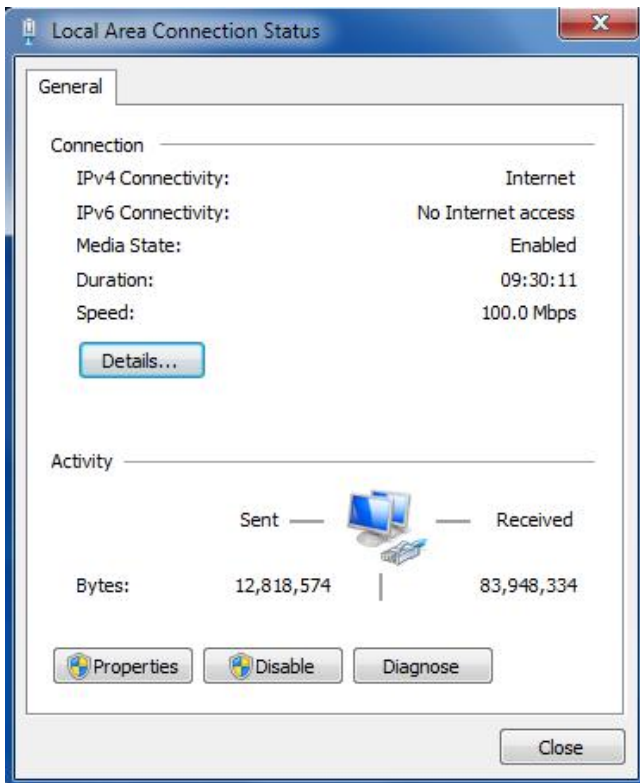 Local Area Connection Status
General
Connection
IPv4 Connectivity: Internet
IPv6 Connectivity: No Internet access
Media State: Enabled
Duration: 09:30:11
Speed: 100.0 Mbps
Details...
Activity
Sent Received
Bytes: 12,818,574 83,948,334
Properties Disable Diagnose
Close